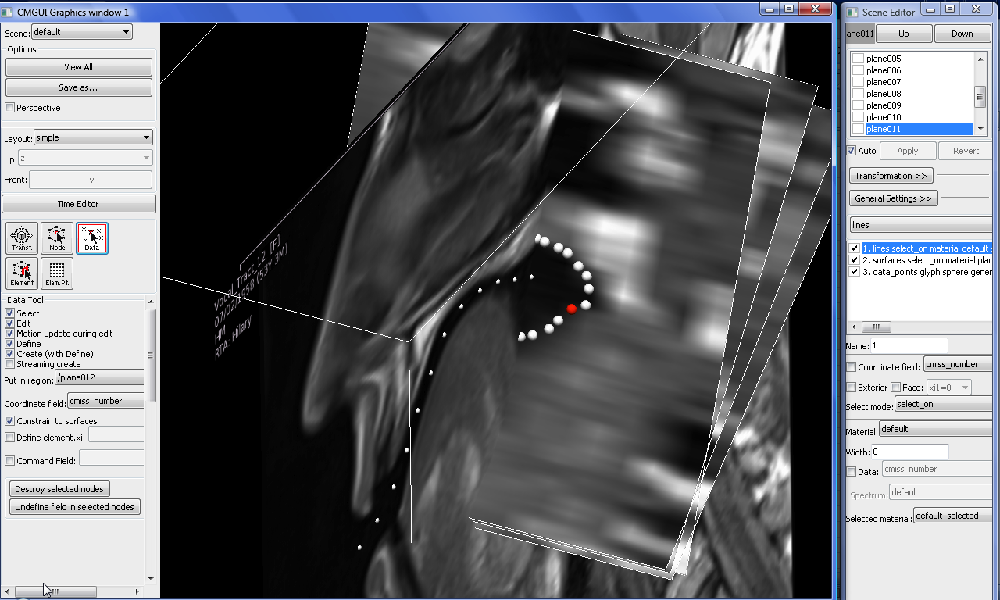 CMGUI Graphics window 1
Scene: default
Options
View All
Save as...
Perspective
Layout: simple
Up: z
Front: -y
Time Editor
Transf. Node Data
Element Elem.Pt.
Data Tool
Select
Edit
Motion update during edit
Define
Create (with Define)
Streaming create
Put in region: /plane012
Coordinate field: cmiss_number
Constrain to surfaces
Define element.xi:
Command Field:
Destroy selected nodes
Undefine field in selected nodes
Vocal_Tract_12 [F]
07/02/1958 (53Y 3M)
HM
RTA. Hilary
Scene Editor
ane011 Up Down
plane005
plane006
plane007
plane008
plane009
plane010
plane011
Auto Apply Revert
Transformation >>
General Settings >>
lines
1. lines select_on material default
2. surfaces select_on material plan
3. data_points glyph sphere gener
Name: 1
Coordinate field: cmiss_number
Exterior Face: xi1=0
Select mode: select_on
Material: default
Width: 0
Data: cmiss_number
Spectrum: default
Selected material: default_selected